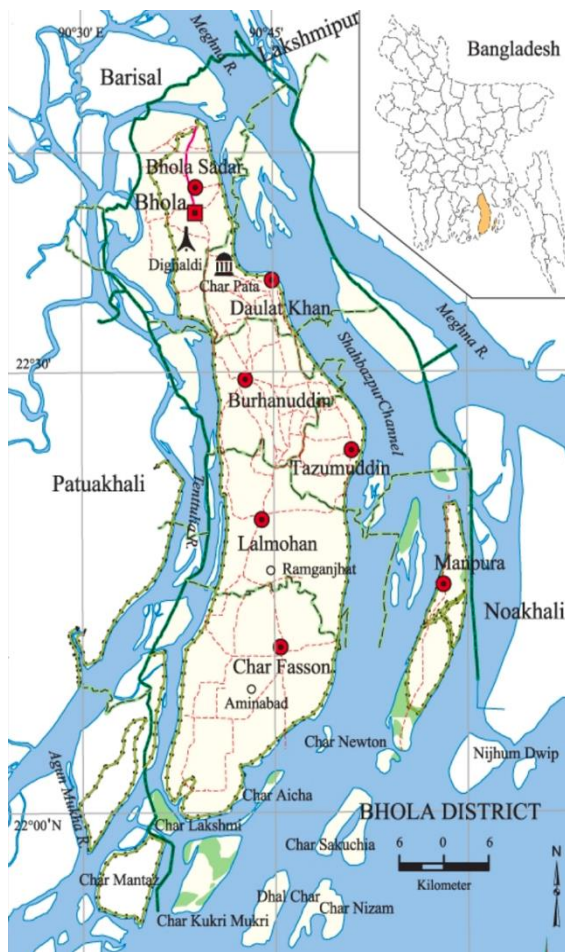 90/30' E
90/45'
Lakshmipur
Meghna R.
Bangladesh
Barisal
Bhola Sadar
Bhola
Dighaldi
Char Pata
Daulat Khan
Meghna R.
22°30'
Shahbazpur Channel
Burhanuddin
Tazumuddin
Patuakhali
Tentulia R.
Lalmohan
Ramganjhat
Manpura
Noakhali
Char Fasson
Aminabad
Char Newton
Nijhum Dwip
Agun Mukha R.
Char Aicha
22°00'N
Char Lakshmi
BHOLA DISTRICT
Char Sakuchia
6 0 6
Kilometer
N
Char Mantaz
Dhal Char
Char Nizam
Char Kukri Mukri